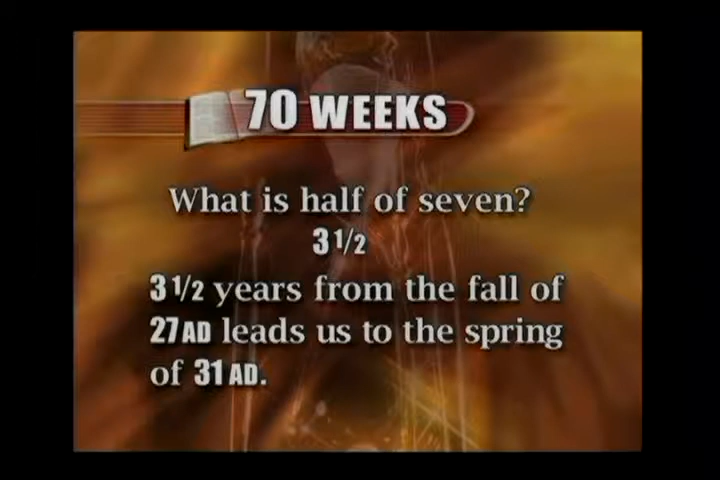 70 WEEKS
What is half of seven?
3 1/2
3 1/2 years from the fall of
27 AD leads us to the spring
of 31 AD.